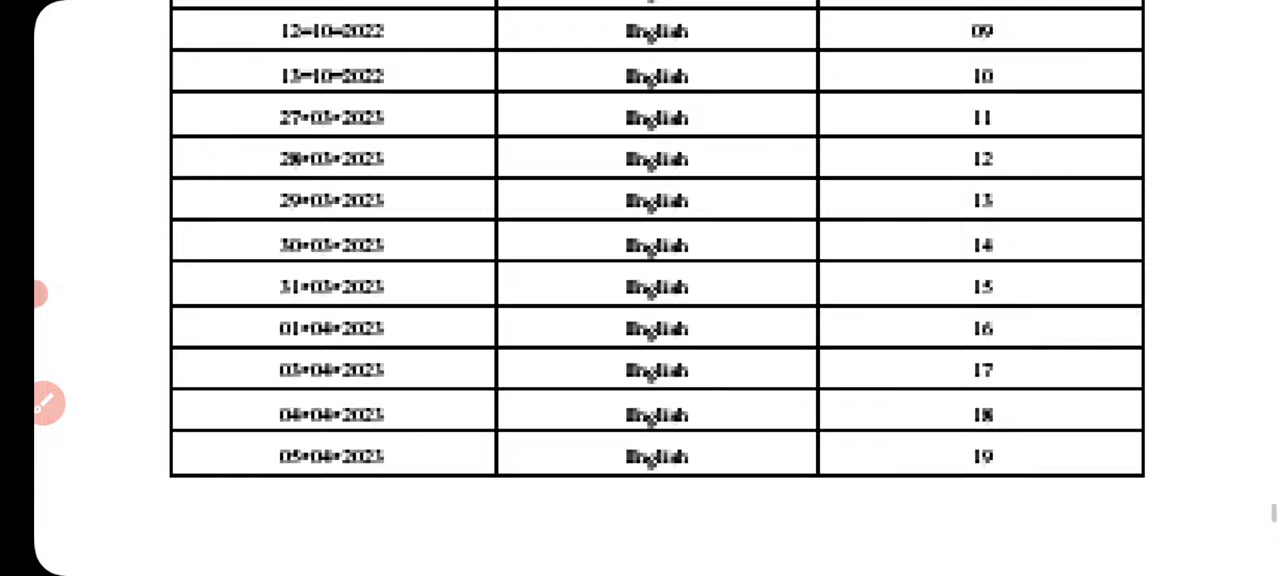 12-10-2022 English 09
13-10-2022 English 10
27-03-2023 English 11
28-03-2023 English 12
29-03-2023 English 13
30-03-2023 English 14
31-03-2023 English 15
01-04-2023 English 16
03-04-2023 English 17
04-04-2023 English 18
05-04-2023 English 19